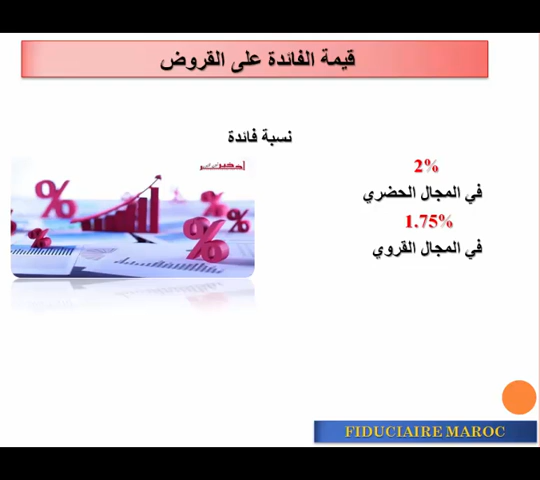 قيمة الفائدة على القروض
نسبة فائدة
2%
في المجال الحضري
1.75%
في المجال القروي
FIDUCIAIRE MAROC